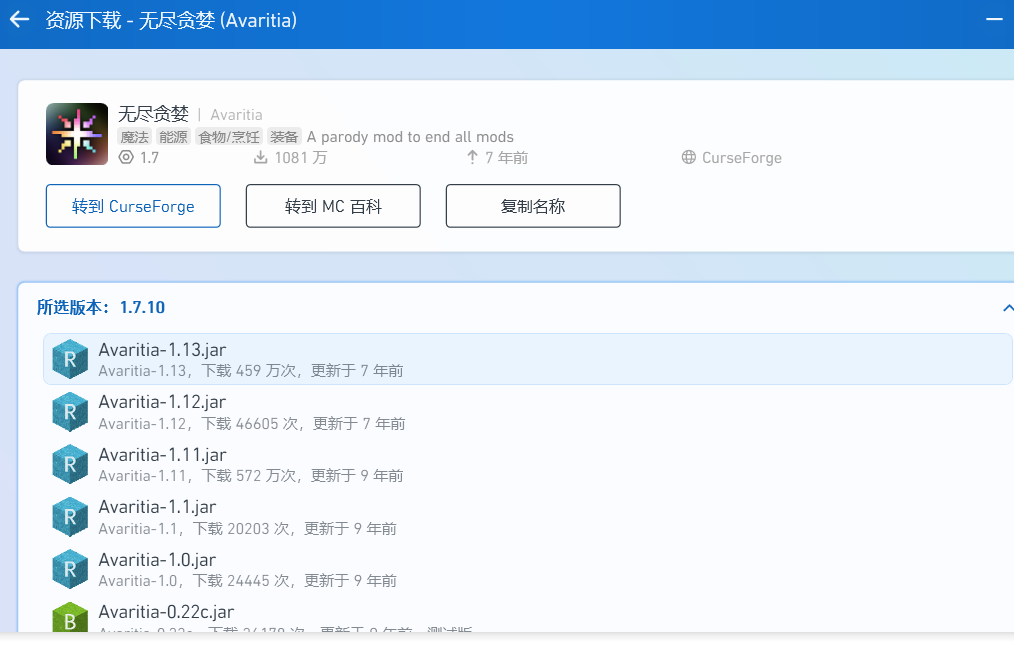 资源下载 - 无尽贪婪 (Avaritia)
无尽贪婪 | Avaritia
魔法 能源 食物/烹饪 装备 A parody mod to end all mods
1.7 1081 万 7 年前 CurseForge
转到 CurseForge 转到 MC 百科 复制名称
所选版本：1.7.10
Avaritia-1.13.jar
Avaritia-1.13，下载 459 万次，更新于 7 年前
Avaritia-1.12.jar
Avaritia-1.12，下载 46605 次，更新于 7 年前
Avaritia-1.11.jar
Avaritia-1.11，下载 572 万次，更新于 9 年前
Avaritia-1.1.jar
Avaritia-1.1，下载 20203 次，更新于 9 年前
Avaritia-1.0.jar
Avaritia-1.0，下载 24445 次，更新于 9 年前
Avaritia-0.22c.jar